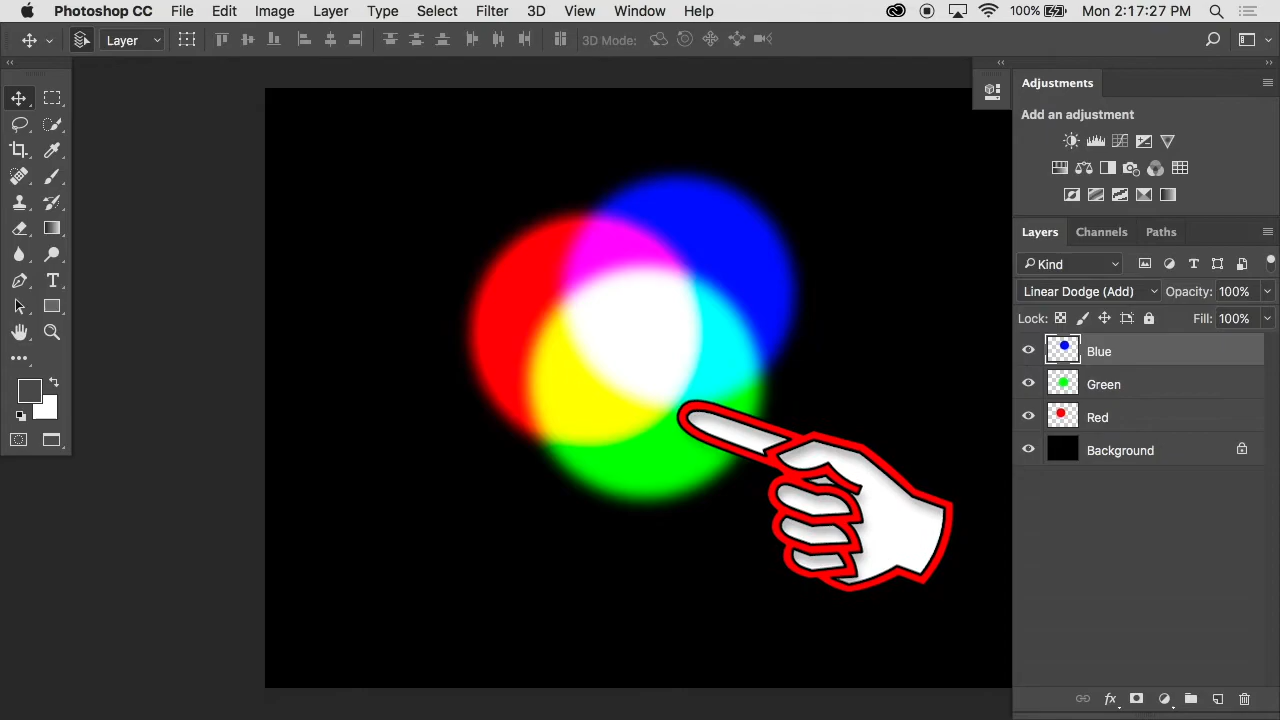 Photoshop CC File Edit Image Layer Type Select Filter 3D View Window Help 100% Mon 2:17:27 PM
Layer 3D Mode:
Adjustments
Add an adjustment
Layers Channels Paths
Kind
Linear Dodge (Add) Opacity: 100%
Lock: Fill: 100%
Blue
Green
Red
Background
fx